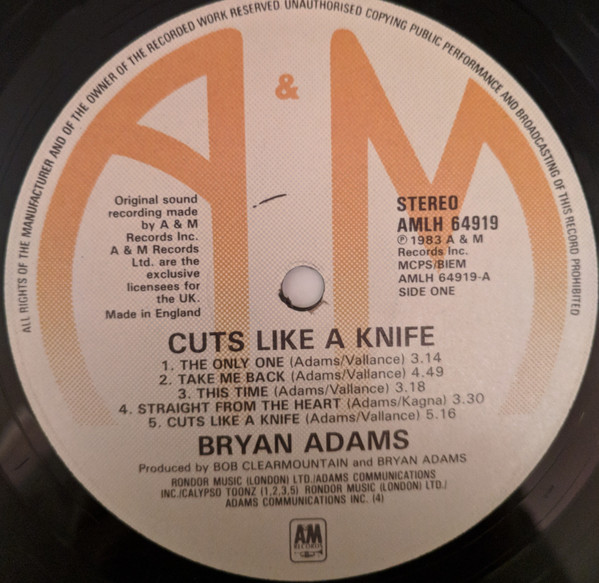 ALL RIGHTS OF THE MANUFACTURER AND OF THE OWNER OF THE RECORDED WORK RESERVED UNAUTHORISED COPYING PUBLIC PERFORMANCE AND BROADCASTING OF THIS RECORD PROHIBITED
A & M
Original sound
recording made
by A & M
Records Inc.
A & M Records
Ltd. are the
exclusive
licensees for
the UK.
Made in England
STEREO
AMLH 64919
℗ 1983 A & M
Records Inc.
MCPS/BIEM
AMLH 64919-A
SIDE ONE
CUTS LIKE A KNIFE
1. THE ONLY ONE (Adams/Vallance) 3.14
2. TAKE ME BACK (Adams/Vallance) 4.49
3. THIS TIME (Adams/Vallance) 3.18
4. STRAIGHT FROM THE HEART (Adams/Kagna) 3.30
5. CUTS LIKE A KNIFE (Adams/Vallance) 5.16
BRYAN ADAMS
Produced by BOB CLEARMOUNTAIN and BRYAN ADAMS
RONDOR MUSIC (LONDON) LTD./ADAMS COMMUNICATIONS
INC./CALYPSO TOONZ (1,2,3,5) RONDOR MUSIC (LONDON) LTD./
ADAMS COMMUNICATIONS INC. (4)
AM
RECORDS